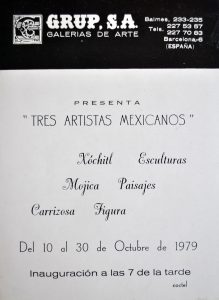 GRUP, S.A.
GALERIAS DE ARTE
Balmes, 233-235
Tels. 227 53 87
227 70 83
Barcelona,-6
(ESPAÑA)
PRESENTA
"TRES ARTISTAS MEXICANOS"
Xóchitl Esculturas
Mojica Paisajes
Carrizosa Figura
Del 10 al 30 de Octubre de 1979
Inauguración a las 7 de la tarde
coctel